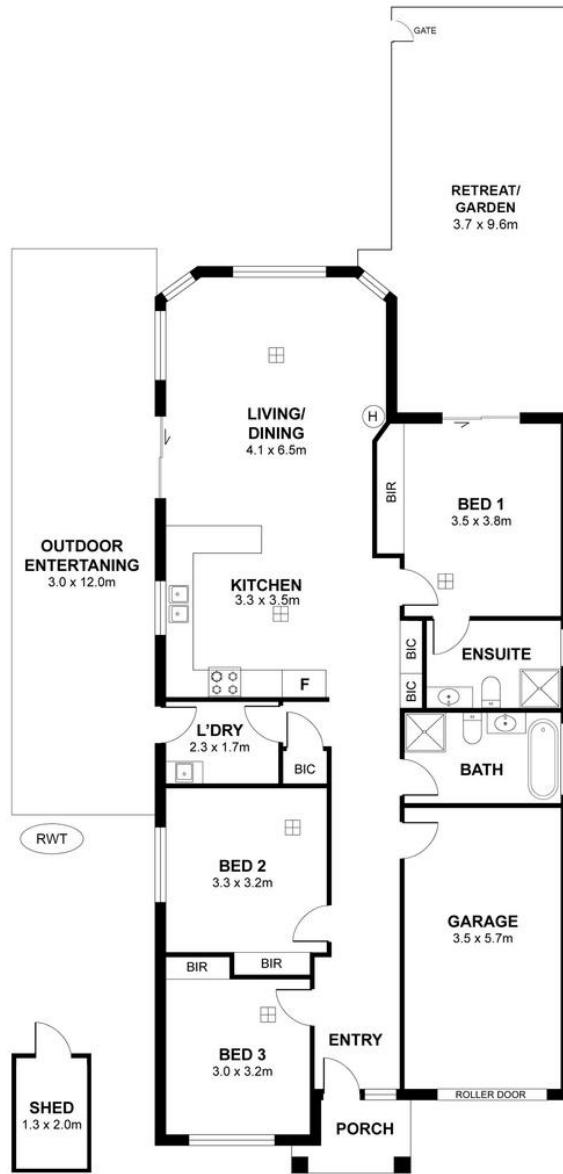 GATE
RETREAT/
GARDEN
3.7 x 9.6m
LIVING/
DINING
4.1 x 6.5m
H
BIR
BED 1
3.5 x 3.8m
OUTDOOR
ENTERTANING
3.0 x 12.0m
KITCHEN
3.3 x 3.5m
F
BIC
BIC
ENSUITE
L'DRY
2.3 x 1.7m
BIC
BATH
RWT
BED 2
3.3 x 3.2m
GARAGE
3.5 x 5.7m
BIR
BIR
BED 3
3.0 x 3.2m
ENTRY
SHED
1.3 x 2.0m
PORCH
ROLLER DOOR